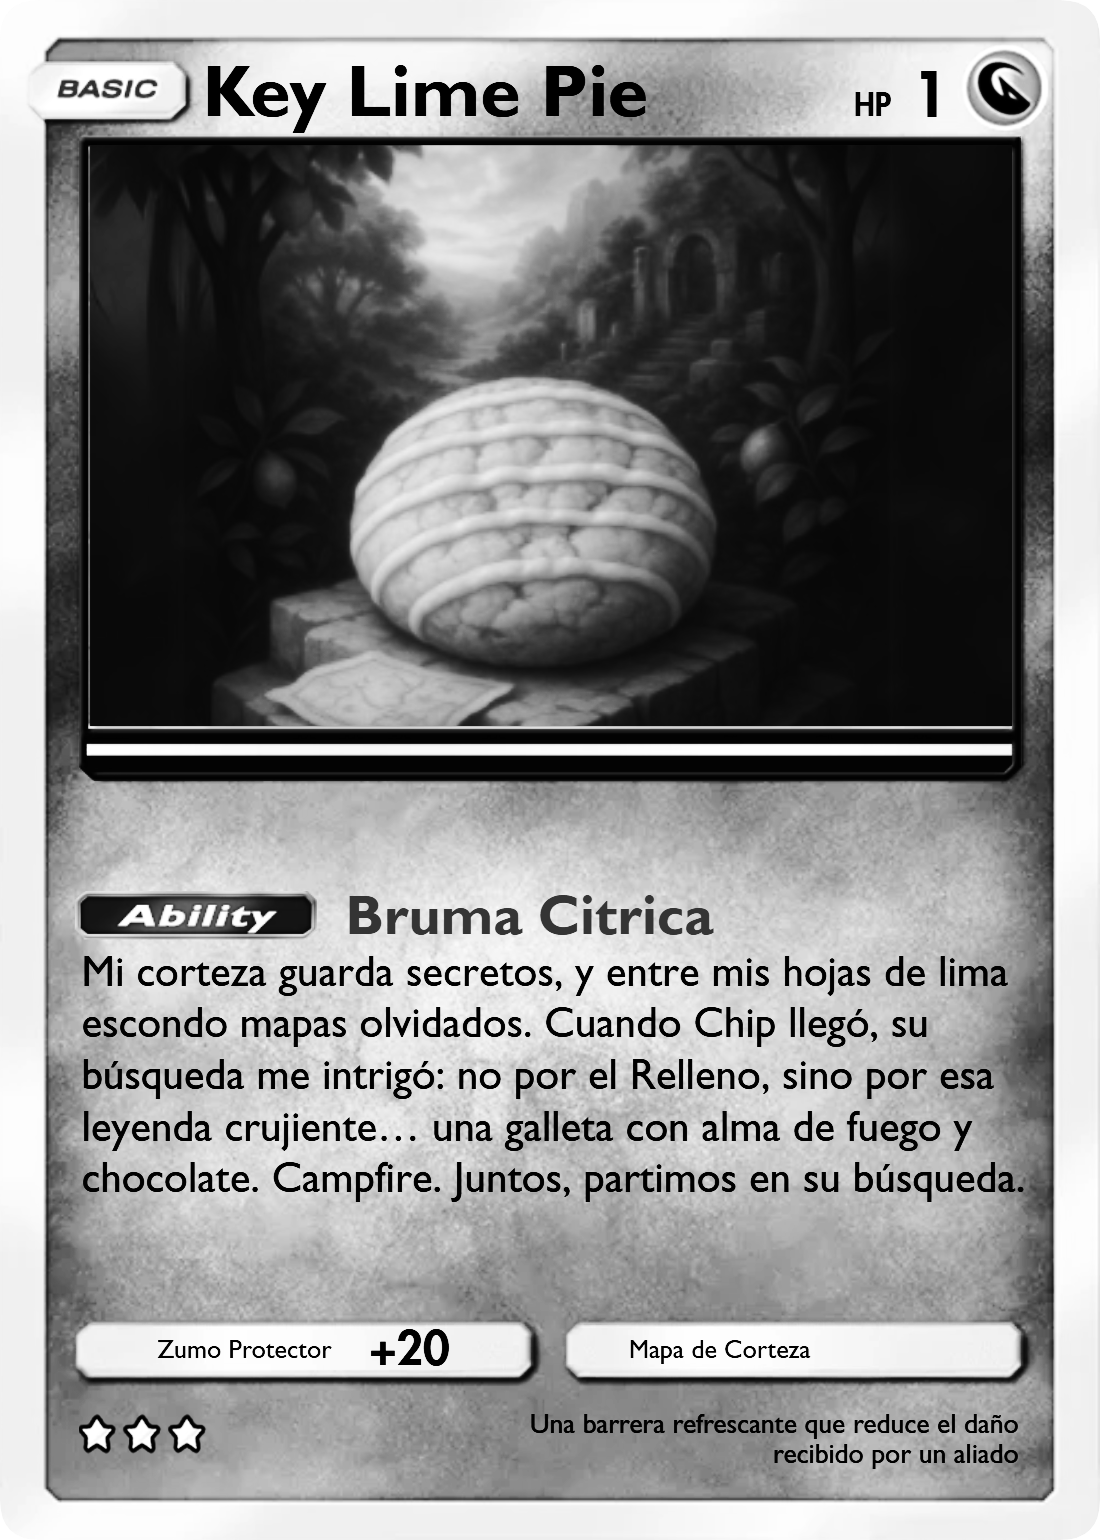 BASIC
Key Lime Pie
HP 1
Ability
Bruma Citrica
Mi corteza guarda secretos, y entre mis hojas de lima
escondo mapas olvidados. Cuando Chip llegó, su
búsqueda me intrigó: no por el Relleno, sino por esa
leyenda crujiente… una galleta con alma de fuego y
chocolate. Campfire. Juntos, partimos en su búsqueda.
Zumo Protector +20
Mapa de Corteza
Una barrera refrescante que reduce el daño
recibido por un aliado